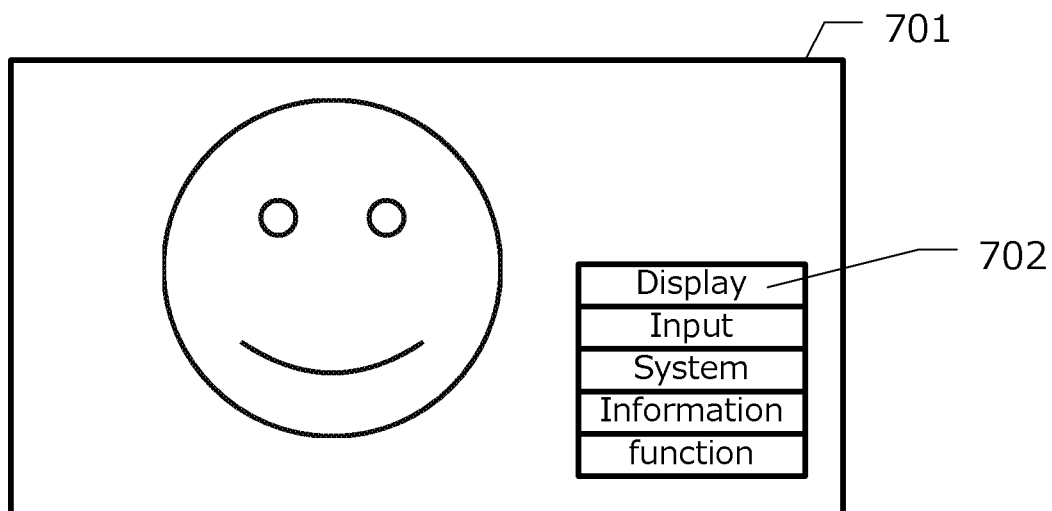 701
702
Display
Input
System
Information
function